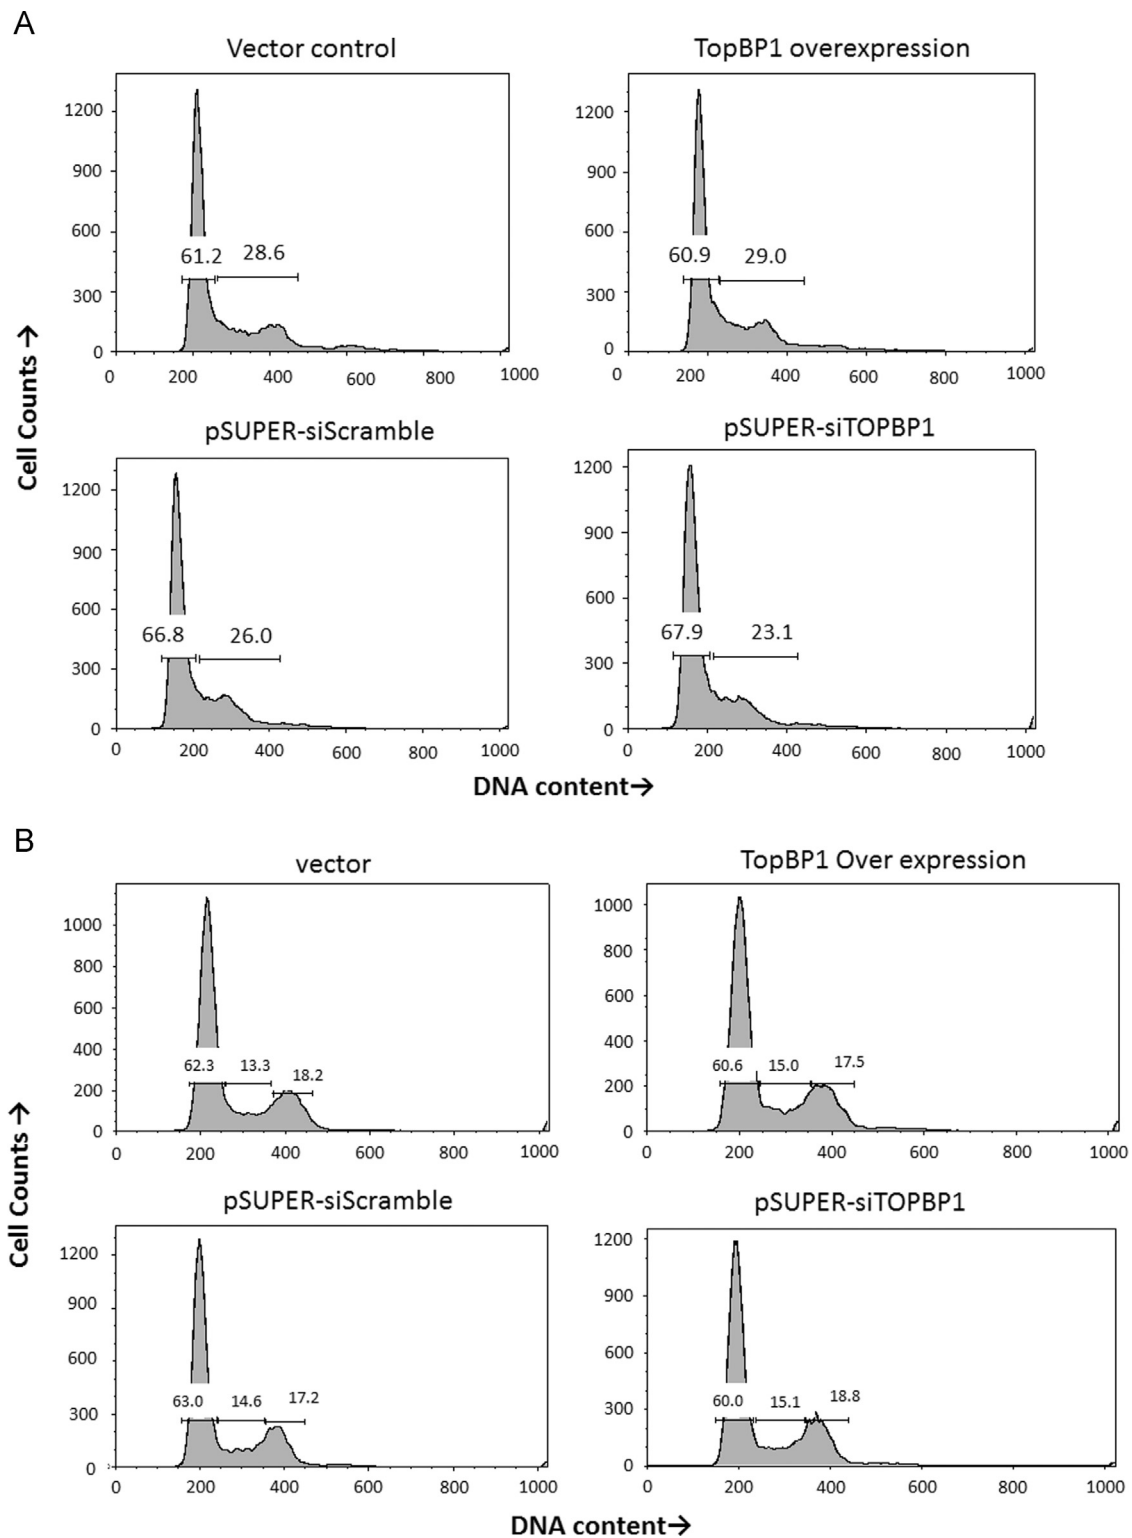 A
Vector control
TopBP1 overexpression
1200
900
600
300
0
61.2
28.6
0 200 400 600 800 1000
1200
900
600
300
0
60.9
29.0
0 200 400 600 800 1000
Cell Counts →
pSUPER-siScramble
pSUPER-siTOPBP1
1200
900
600
300
0
66.8
26.0
0 200 400 600 800 1000
1200
900
600
300
0
67.9
23.1
0 200 400 600 800 1000
DNA content→
B
vector
TopBP1 Over expression
1000
800
600
400
200
0
62.3
13.3
18.2
0 200 400 600 800 1000
1000
800
600
400
200
0
60.6
15.0
17.5
0 200 400 600 800 1000
Cell Counts →
pSUPER-siScramble
pSUPER-siTOPBP1
1200
900
600
300
0
63.0
14.6
17.2
0 200 400 600 800 1000
1200
900
600
300
0
60.0
15.1
18.8
0 200 400 600 800 1000
DNA content→